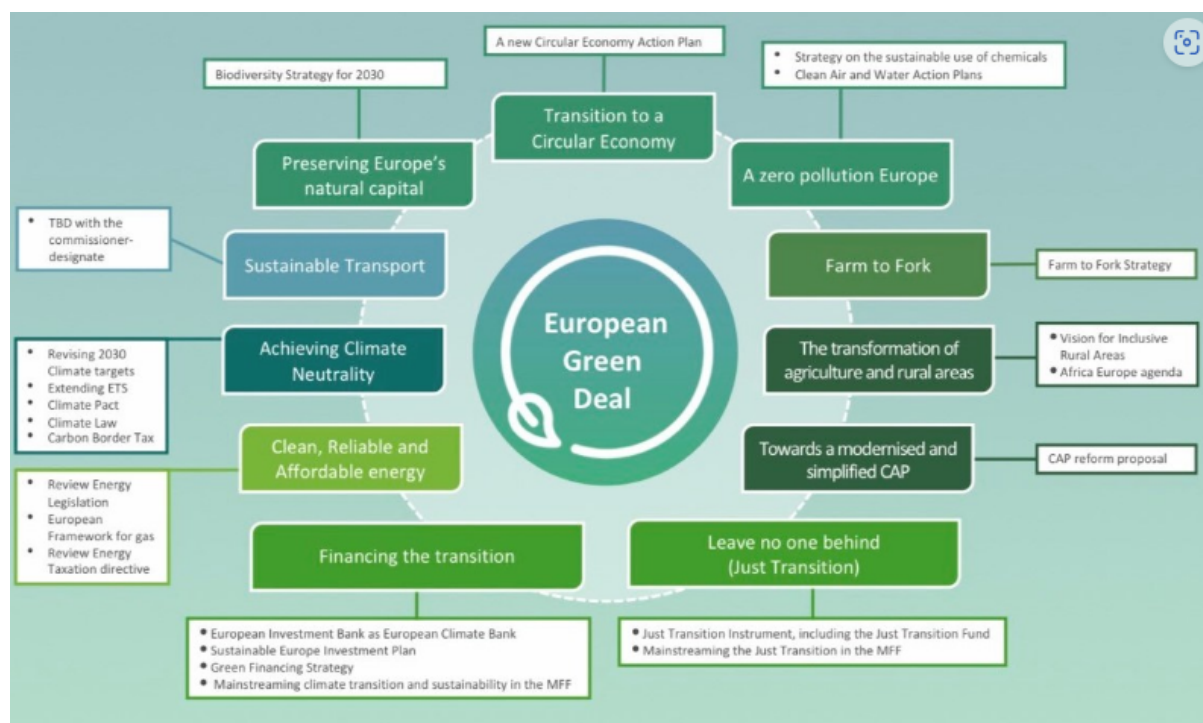 A new Circular Economy Action Plan
Biodiversity Strategy for 2030
• Strategy on the sustainable use of chemicals
• Clean Air and Water Action Plans
Transition to a
Circular Economy
Preserving Europe's
natural capital
A zero pollution Europe
• TBD with the
commissioner-
designate
Sustainable Transport
Farm to Fork
Farm to Fork Strategy
European
Green
Deal
• Revising 2030
Climate targets
• Extending ETS
• Climate Pact
• Climate Law
• Carbon Border Tax
Achieving Climate
Neutrality
The transformation of
agriculture and rural areas
• Vision for Inclusive
Rural Areas
• Africa Europe agenda
Clean, Reliable and
Affordable energy
Towards a modernised and
simplified CAP
CAP reform proposal
• Review Energy
Legislation
• European
Framework for gas
• Review Energy
Taxation directive
Financing the transition
Leave no one behind
(Just Transition)
• European Investment Bank as European Climate Bank
• Sustainable Europe Investment Plan
• Green Financing Strategy
• Mainstreaming climate transition and sustainability in the MFF
• Just Transition Instrument, including the Just Transition Fund
• Mainstreaming the Just Transition in the MFF